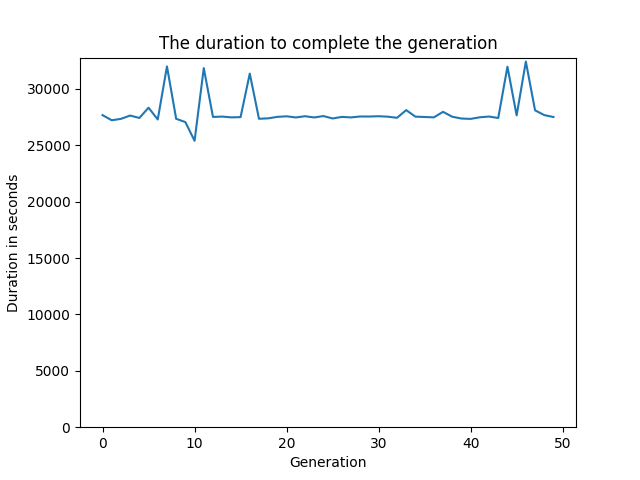 The duration to complete the generation
Duration in seconds
30000
25000
20000
15000
10000
5000
0
0 10 20 30 40 50
Generation